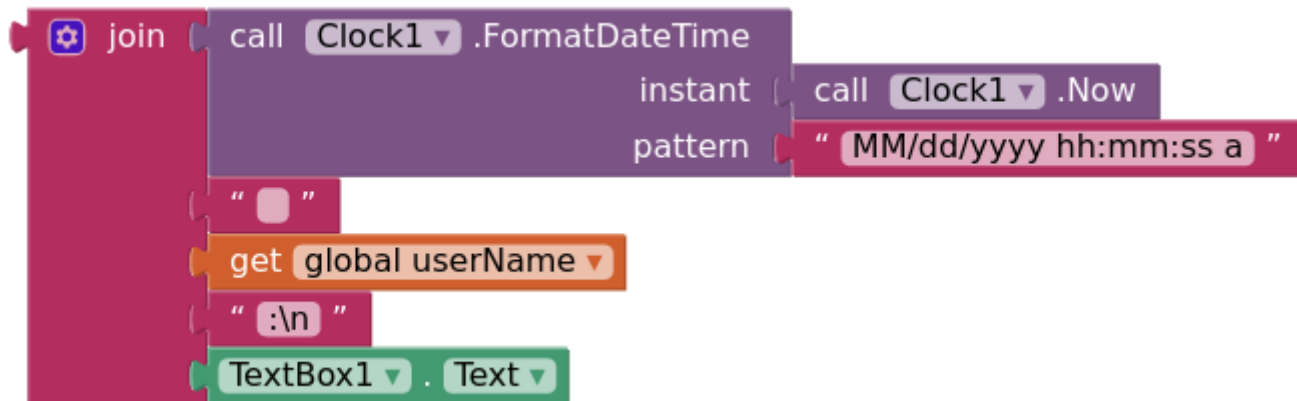 join call Clock1 .FormatDateTime
instant call Clock1 .Now
pattern “ MM/dd/yyyy hh:mm:ss a ”
“ ”
get global userName
“ :\n ”
TextBox1 . Text